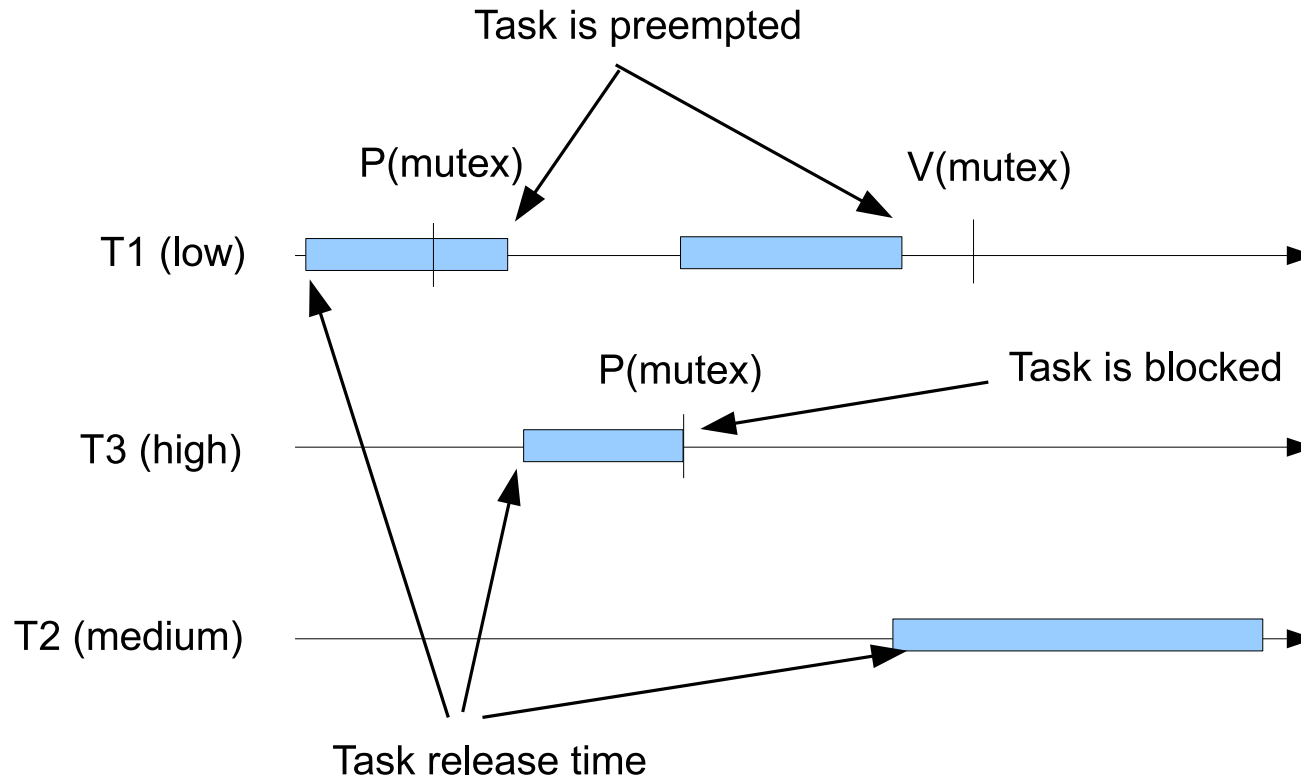 Task is preempted
P(mutex)
V(mutex)
T1 (low)
P(mutex)
Task is blocked
T3 (high)
T2 (medium)
Task release time